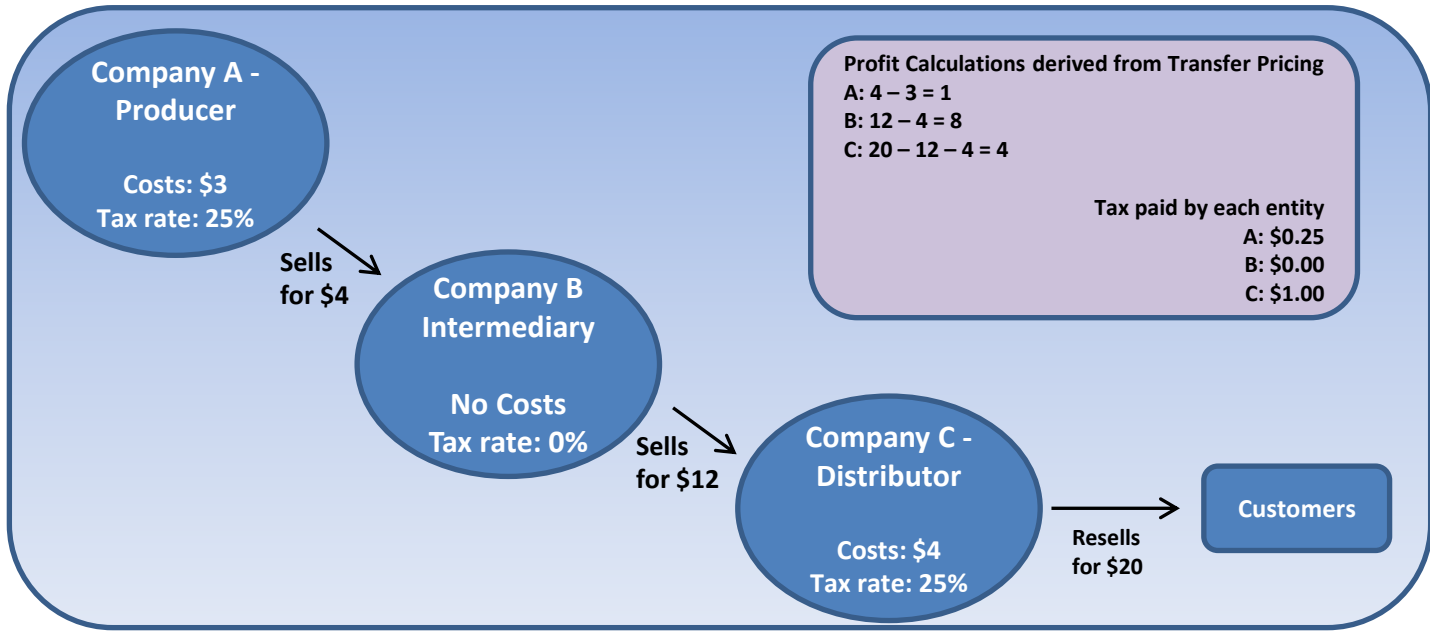 Company A -
Producer
Costs: $3
Tax rate: 25%
Sells
for $4
Company B
Intermediary
No Costs
Tax rate: 0%
Sells
for $12
Company C -
Distributor
Costs: $4
Tax rate: 25%
Resells
for $20
Customers
Profit Calculations derived from Transfer Pricing
A: 4 – 3 = 1
B: 12 – 4 = 8
C: 20 – 12 – 4 = 4
Tax paid by each entity
A: $0.25
B: $0.00
C: $1.00